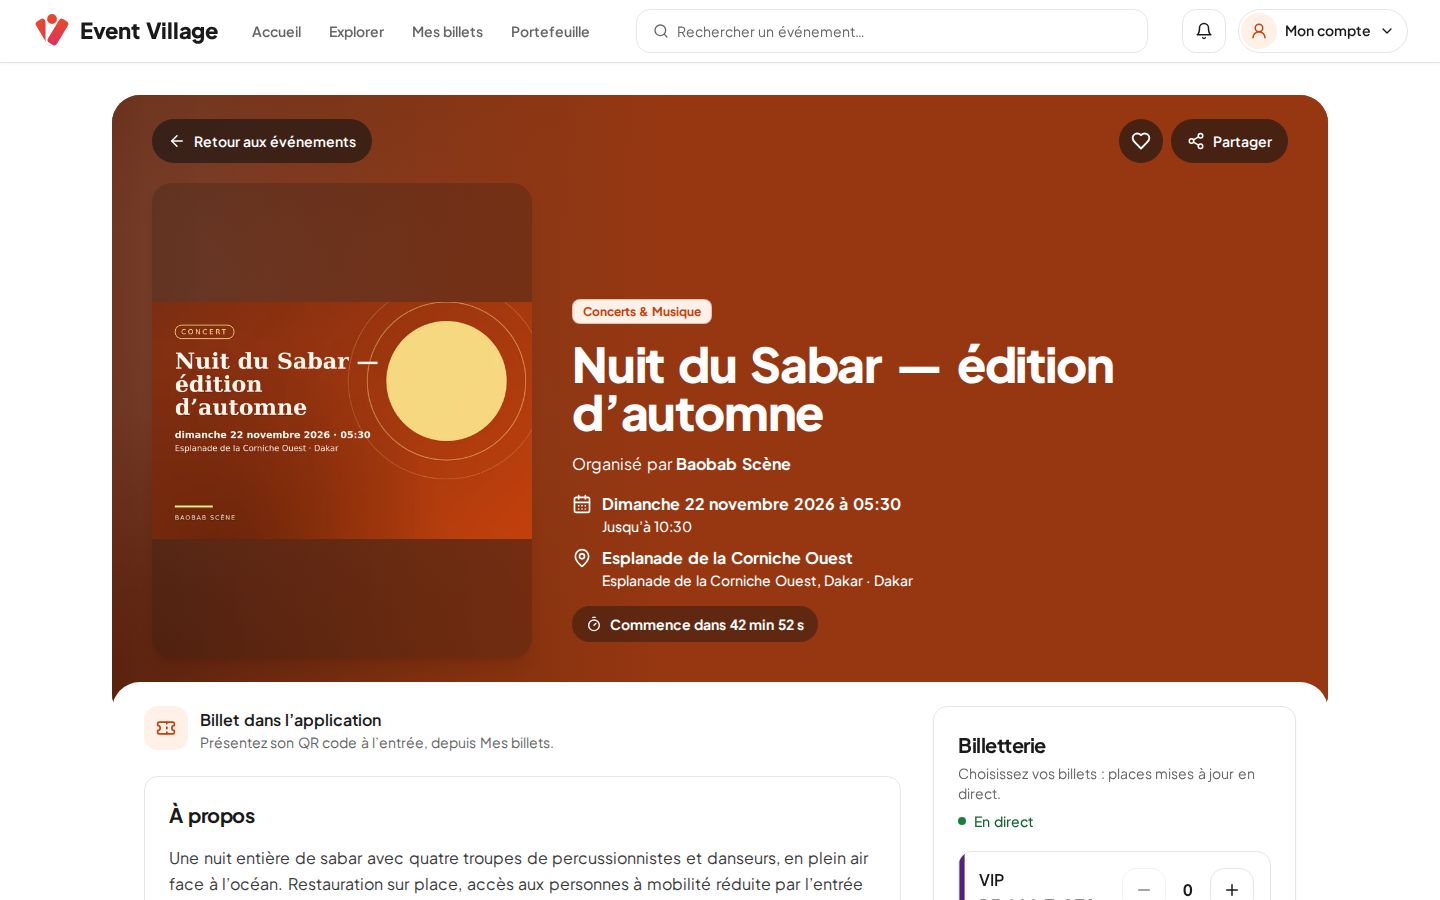 Event Village
Accueil
Explorer
Mes billets
Portefeuille
Rechercher un événement…
Mon compte
Retour aux événements
Partager
CONCERT
Nuit du Sabar —
édition
d’automne
dimanche 22 novembre 2026 · 05:30
Esplanade de la Corniche Ouest · Dakar
BAOBAB SCÈNE
Concerts & Musique
Nuit du Sabar — édition
d’automne
Organisé par Baobab Scène
Dimanche 22 novembre 2026 à 05:30
Jusqu’à 10:30
Esplanade de la Corniche Ouest
Esplanade de la Corniche Ouest, Dakar · Dakar
Commence dans 42 min 52 s
Billet dans l’application
Présentez son QR code à l’entrée, depuis Mes billets.
À propos
Une nuit entière de sabar avec quatre troupes de percussionnistes et danseurs, en plein air
face à l’océan. Restauration sur place, accès aux personnes à mobilité réduite par l’entrée
Billetterie
Choisissez vos billets : places mises à jour en
direct.
En direct
VIP
0